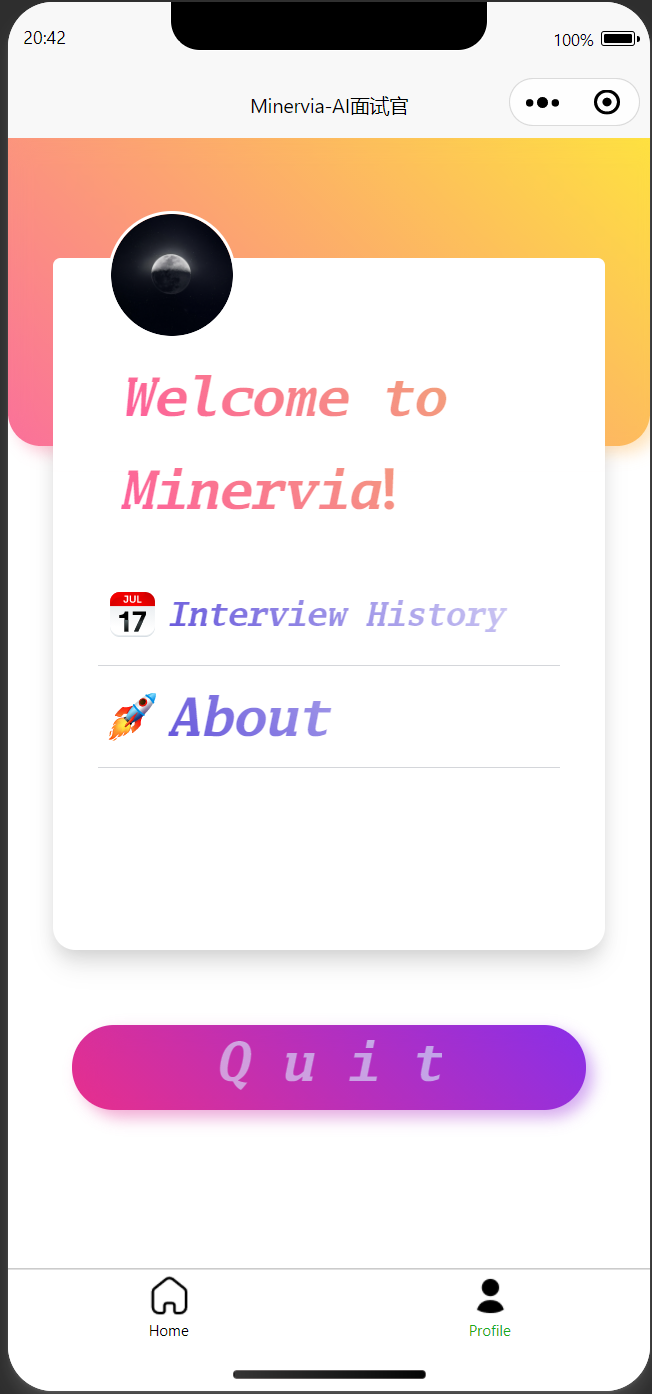 20:42
100%
Minervia-AI面试官
Welcome to
Minervia!
JUL
17
Interview History
About
Q u i t
Home
Profile